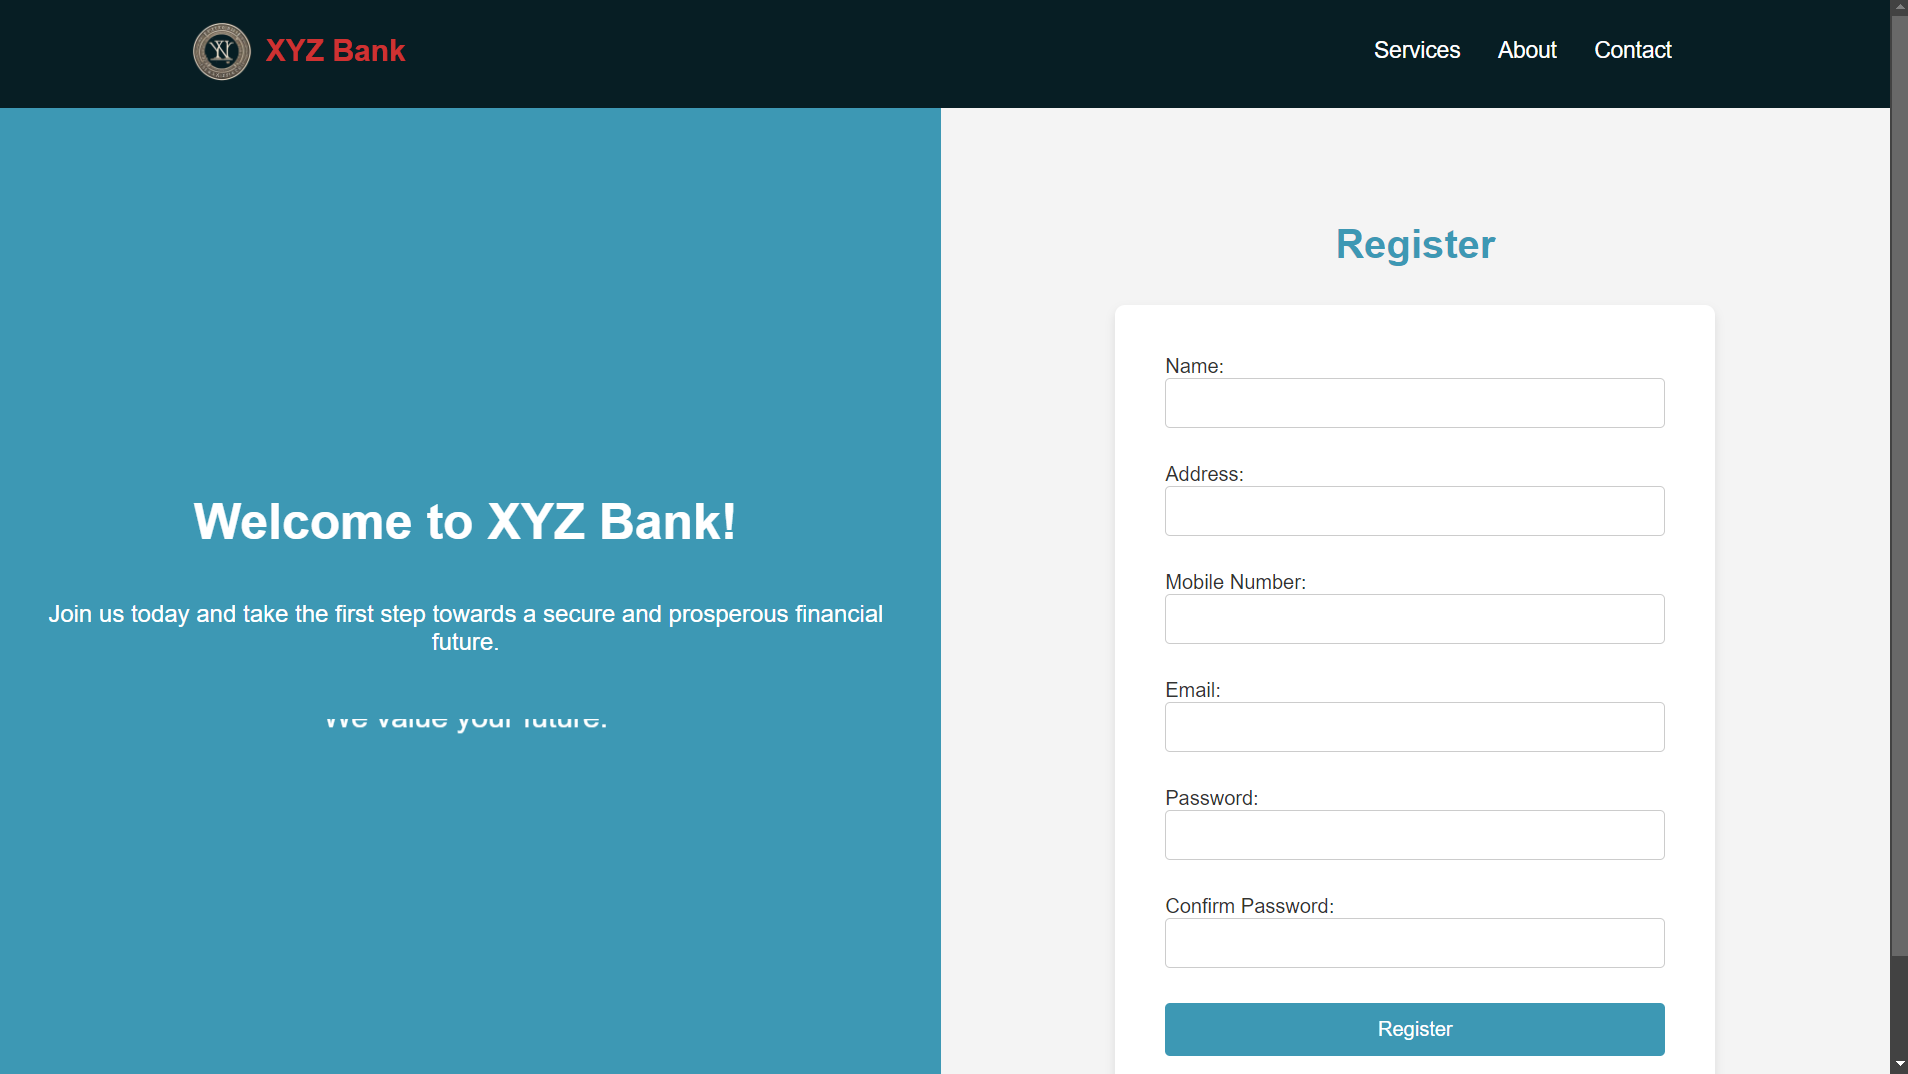 XYZ Bank
Services About Contact
Welcome to XYZ Bank!
Join us today and take the first step towards a secure and prosperous financial
future.
We value your future.
Register
Name:
Address:
Mobile Number:
Email:
Password:
Confirm Password:
Register